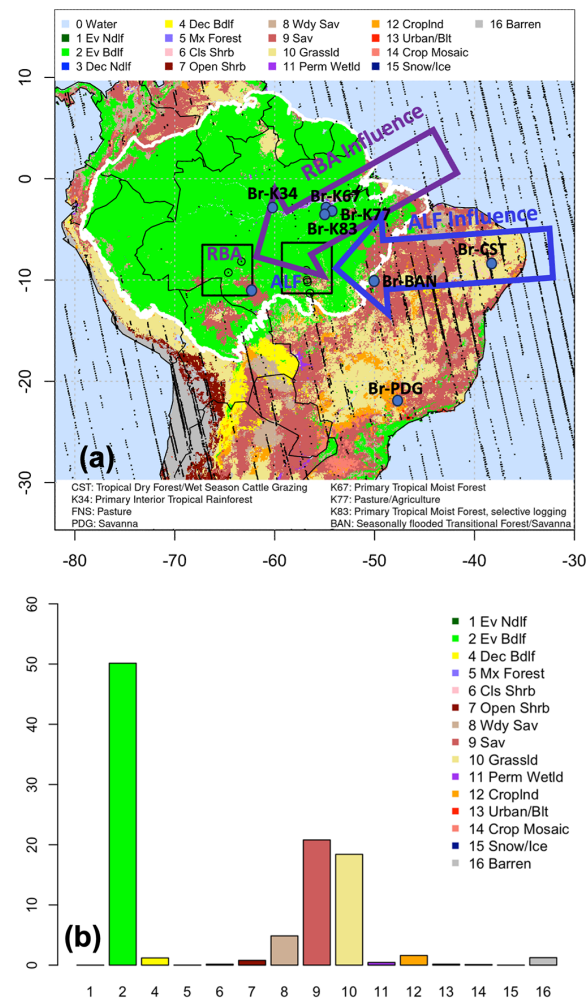 0 Water
4 Dec Bdlf
8 Wdy Sav
12 Croplnd
16 Barren
1 Ev Ndlf
5 Mx Forest
9 Sav
13 Urban/Blt
2 Ev Bdlf
6 Cls Shrb
10 Grassld
14 Crop Mosaic
3 Dec Ndlf
7 Open Shrb
11 Perm Wetld
15 Snow/Ice
10
0
-10
-20
-30
RBA Influence
Br-K34
Br-K67
Br-K77
Br-K83
ALF Influence
Br-CST
RBA
ALF
Br-BAN
Br-PDG
(a)
CST: Tropical Dry Forest/Wet Season Cattle Grazing
K34: Primary Interior Tropical Rainforest
FNS: Pasture
PDG: Savanna
K67: Primary Tropical Moist Forest
K77: Pasture/Agriculture
K83: Primary Tropical Moist Forest, selective logging
BAN: Seasonally flooded Transitional Forest/Savanna
-80 -70 -60 -50 -40 -30
60
50
40
30
20
10
0
1 Ev Ndlf
2 Ev Bdlf
4 Dec Bdlf
5 Mx Forest
6 Cls Shrb
7 Open Shrb
8 Wdy Sav
9 Sav
10 Grassld
11 Perm Wetld
12 Croplnd
13 Urban/Blt
14 Crop Mosaic
15 Snow/Ice
16 Barren
(b)
1 2 4 5 6 7 8 9 10 11 12 13 14 15 16